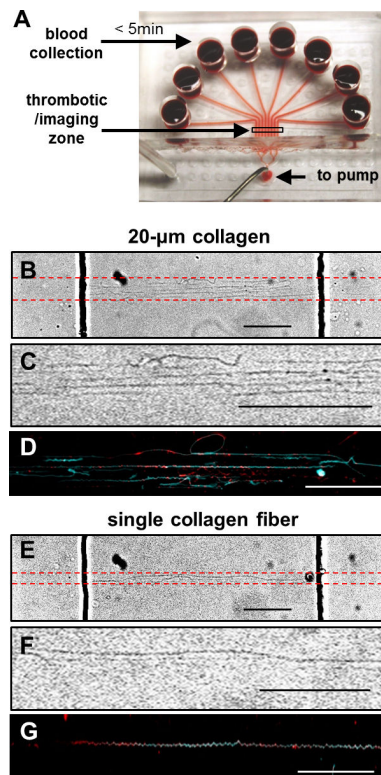 A
blood
collection
< 5min
thrombotic
/imaging
zone
to pump
20-µm collagen
B
C
D
single collagen fiber
E
F
G